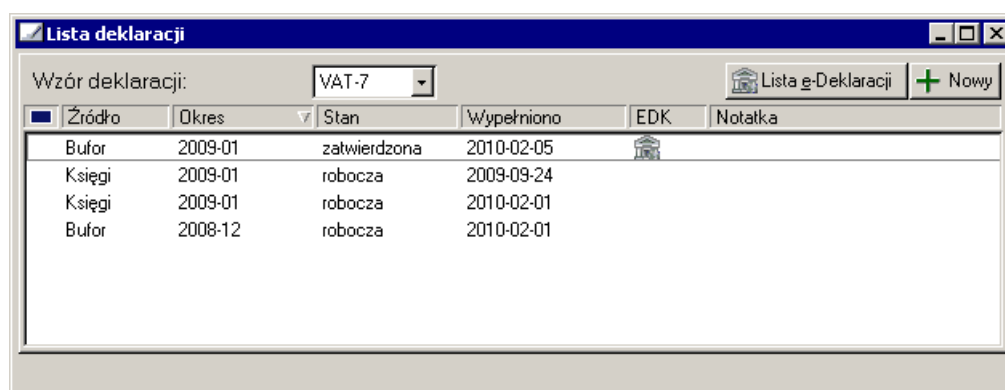 Lista deklaracji
Wzór deklaracji: VAT-7 Lista e-Deklaracji Nowy
Źródło Okres Stan Wypełniono EDK Notatka
Bufor 2009-01 zatwierdzona 2010-02-05
Księgi 2009-01 robocza 2009-09-24
Księgi 2009-01 robocza 2010-02-01
Bufor 2008-12 robocza 2010-02-01